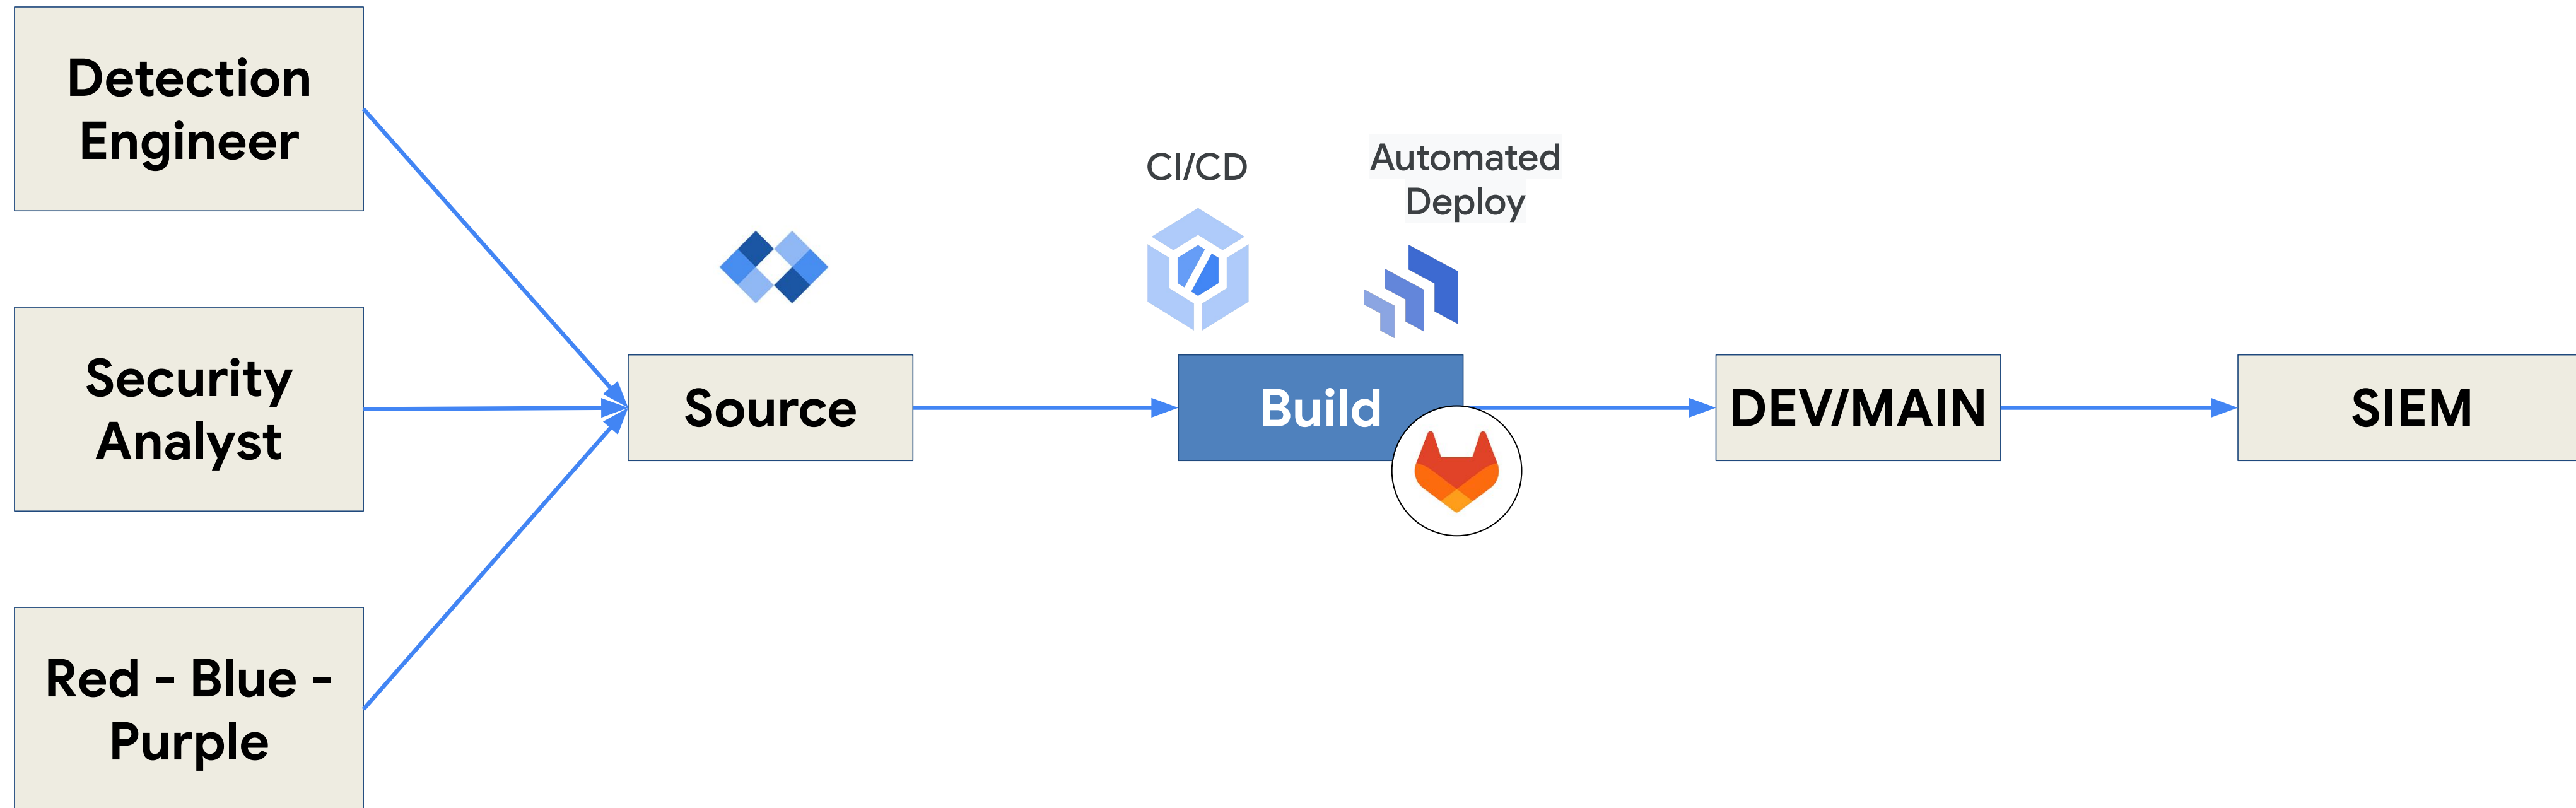 Detection
Engineer
Security
Analyst
Red - Blue -
Purple
Source
CI/CD
Automated
Deploy
Build
DEV/MAIN
SIEM